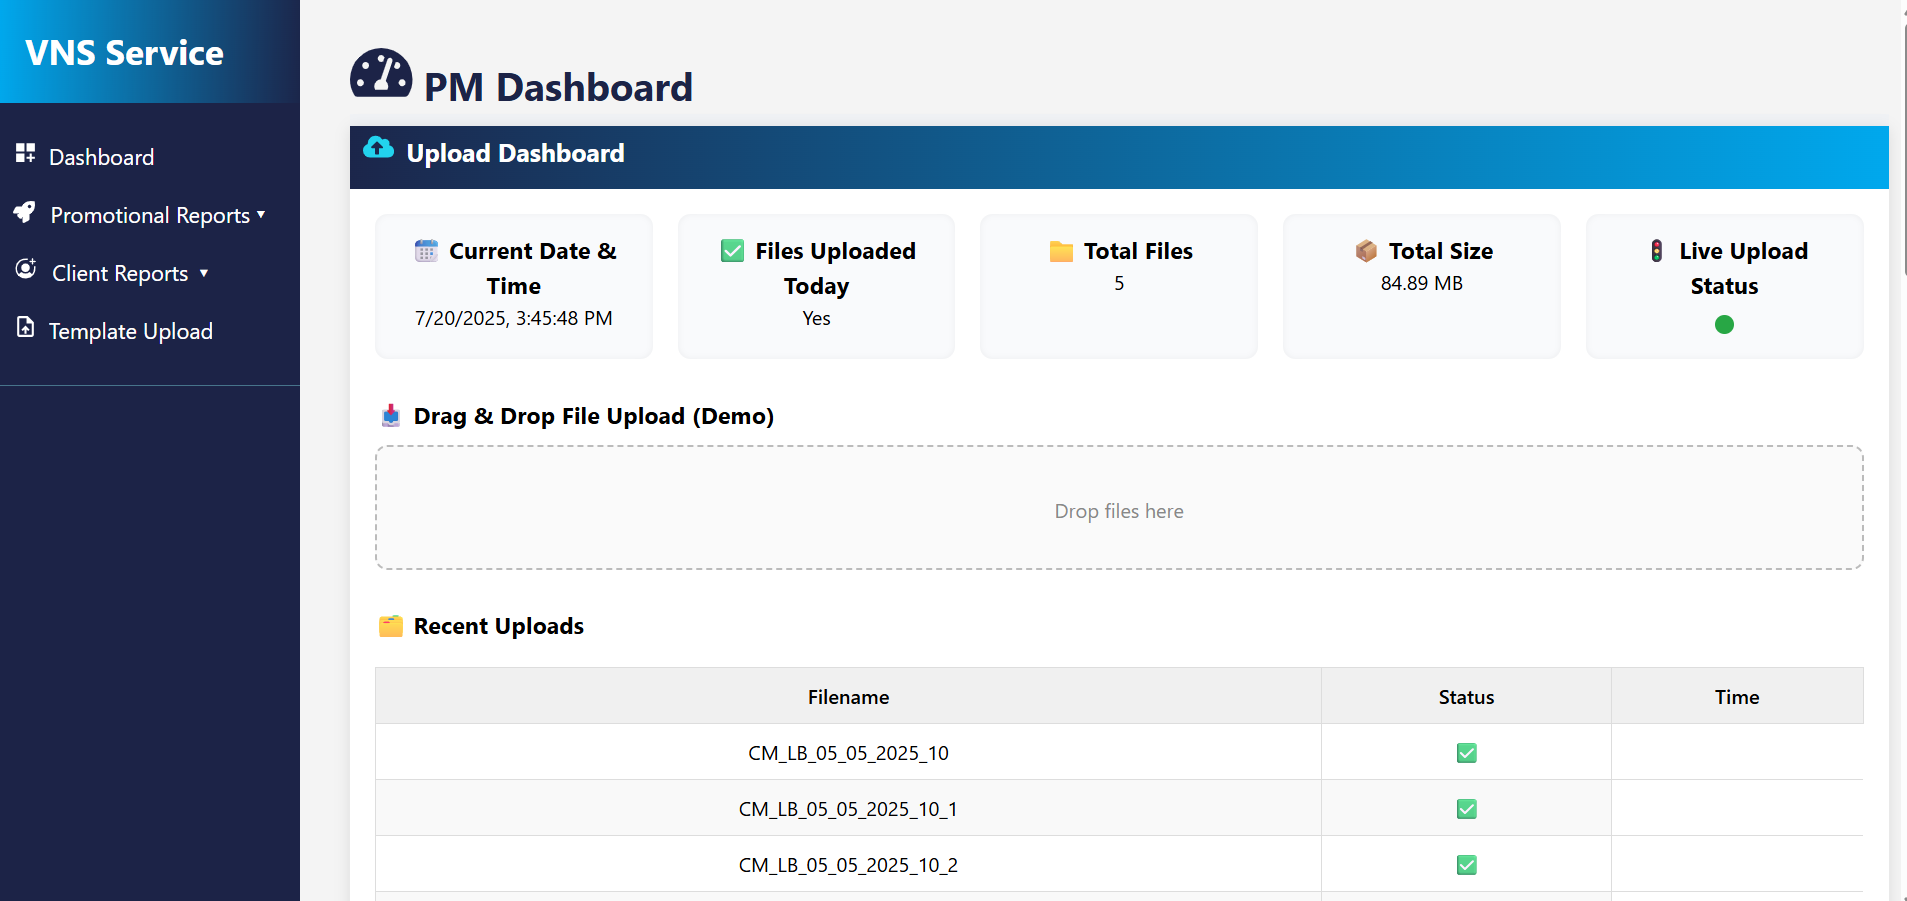 VNS Service
Dashboard
Promotional Reports
Client Reports
Template Upload
PM Dashboard
Upload Dashboard
Current Date &
Time
7/20/2025, 3:45:48 PM
Files Uploaded
Today
Yes
Total Files
5
Total Size
84.89 MB
Live Upload
Status
Drag & Drop File Upload (Demo)
Drop files here
Recent Uploads
Filename Status Time
CM_LB_05_05_2025_10
CM_LB_05_05_2025_10_1
CM_LB_05_05_2025_10_2